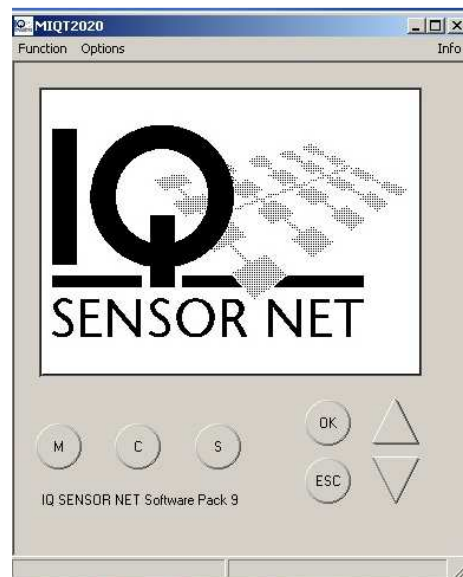 MIQT2020
Function Options Info
IQ
SENSOR NET
OK
M C S
ESC
IQ SENSOR NET Software Pack 9